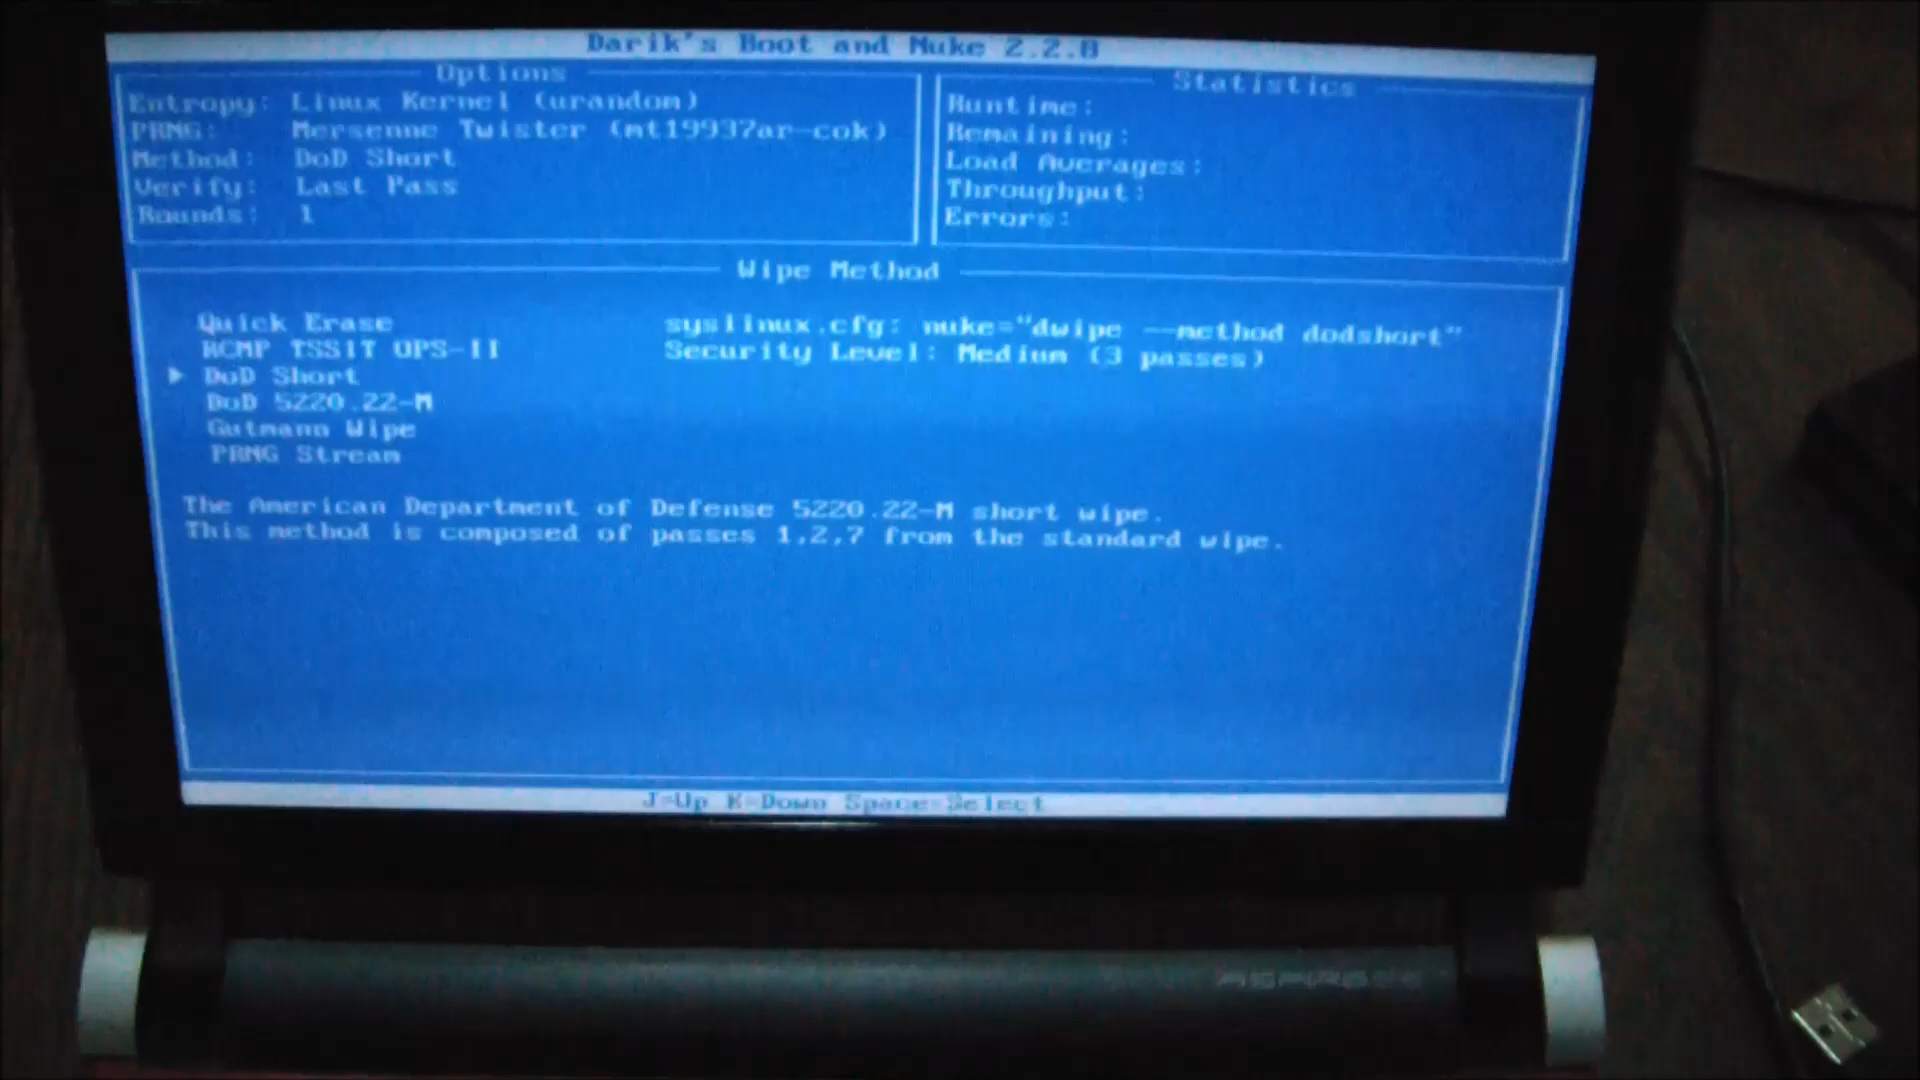 Darik's Boot and Nuke 2.2.8
Options
Entropy: Linux Kernel (urandom)
PRNG: Mersenne Twister (mt19937ar-cok)
Method: DoD Short
Verify: Last Pass
Rounds: 1
Statistics
Runtime:
Remaining:
Load Averages:
Throughput:
Errors:
Wipe Method
Quick Erase
RCMP TSSIT OPS-II
▶ DoD Short
DoD 5220.22-M
Gutmann Wipe
PRNG Stream
syslinux.cfg: nuke="dwipe --method dodshort"
Security Level: Medium (3 passes)
The American Department of Defense 5220.22-M short wipe.
This method is composed of passes 1,2,7 from the standard wipe.
J=Up K=Down Space=Select
ASPIRE one